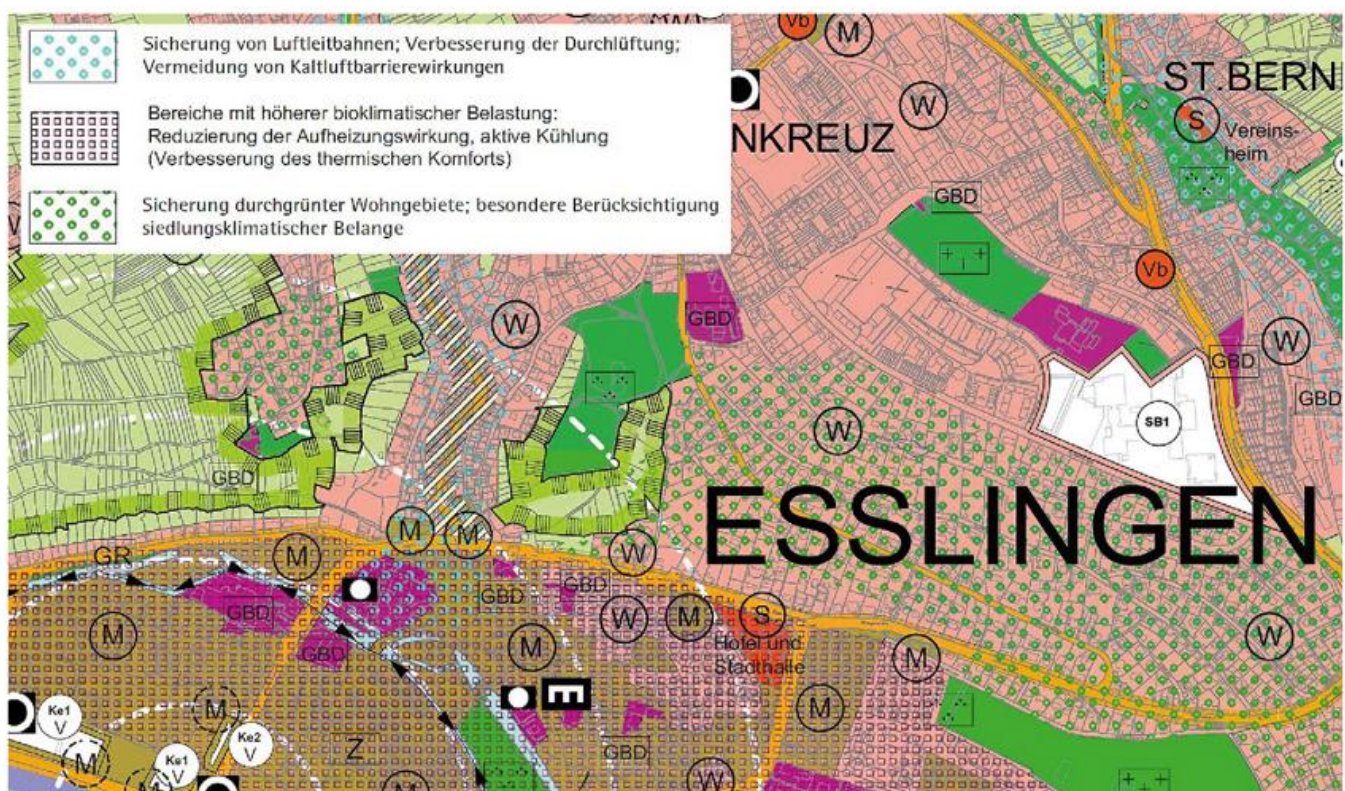 Sicherung von Luftleitbahnen; Verbesserung der Durchlüftung;
Vermeidung von Kaltluftbarrierewirkungen
Bereiche mit höherer bioklimatischer Belastung:
Reduzierung der Aufheizungswirkung, aktive Kühlung
(Verbesserung des thermischen Komforts)
Sicherung durchgrünter Wohngebiete; besondere Berücksichtigung
siedlungsklimatischer Belange
W
Vb
M
ST.BERN
W
S
Vereins-
heim
NKREUZ
GBD
Vb
W
GBD
GBD
W
GBD
W
SB1
GBD
ESSLINGEN
M
M
GR
M
W
GBD
GBD
GBD
W
M
S
Hotel und
Stadthalle
W
M
GBD
M
M
E
M
Ke1
V
M
Ke2
V
Z
GBD
M
Ke1
V
M
M
W